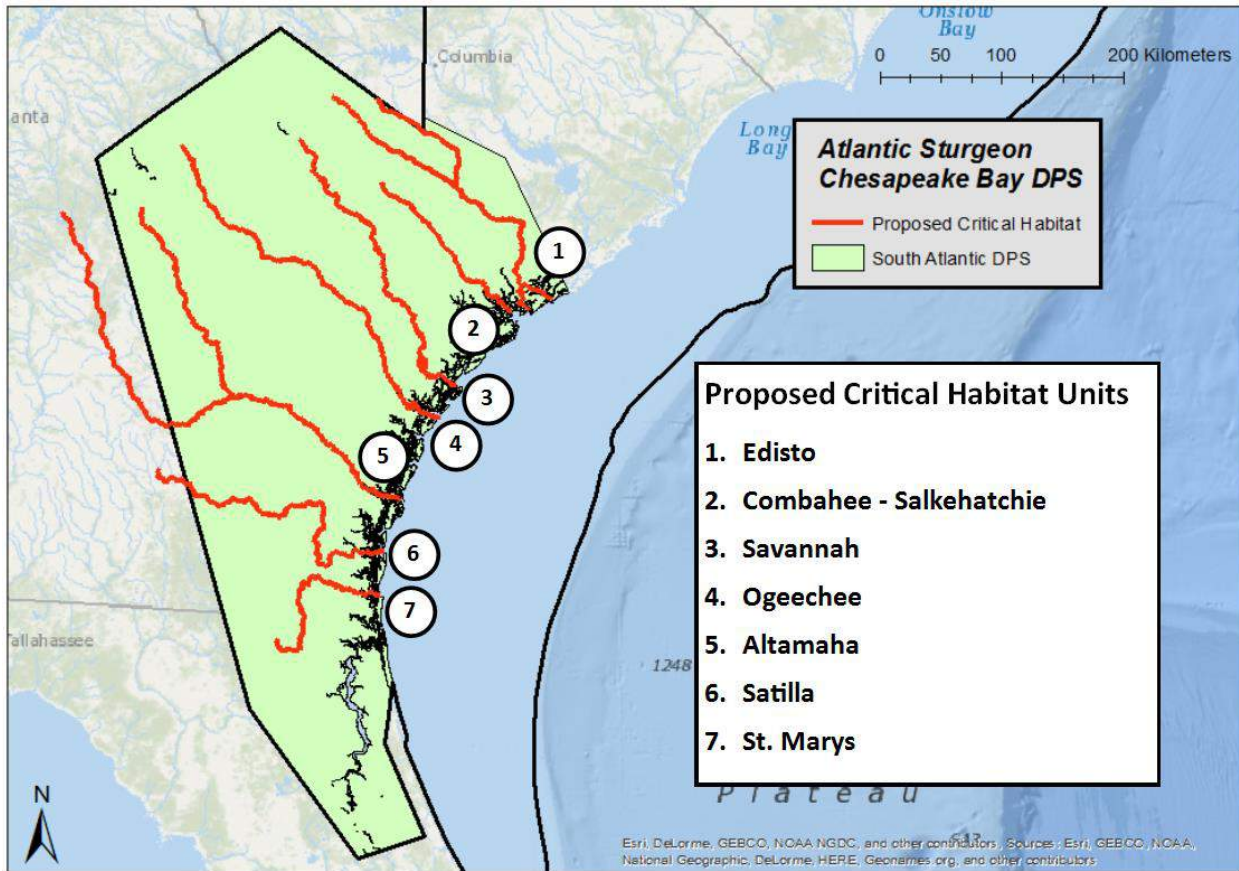 Onslow
Bay
Columbia
0 50 100 200 Kilometers
anta
Long
Bay
Atlantic Sturgeon
Chesapeake Bay DPS
Proposed Critical Habitat
South Atlantic DPS
1
2
3
4
5
6
7
Proposed Critical Habitat Units
1. Edisto
2. Combahee - Salkehatchie
3. Savannah
4. Ogeechee
5. Altamaha
6. Satilla
7. St. Marys
Tallahassee
1248
Plateau
N
Esri, DeLorme, GEBCO, NOAA NGDC, and other contributors, Sources: Esri, GEBCO, NOAA,
National Geographic, DeLorme, HERE, Geonames.org, and other contributors